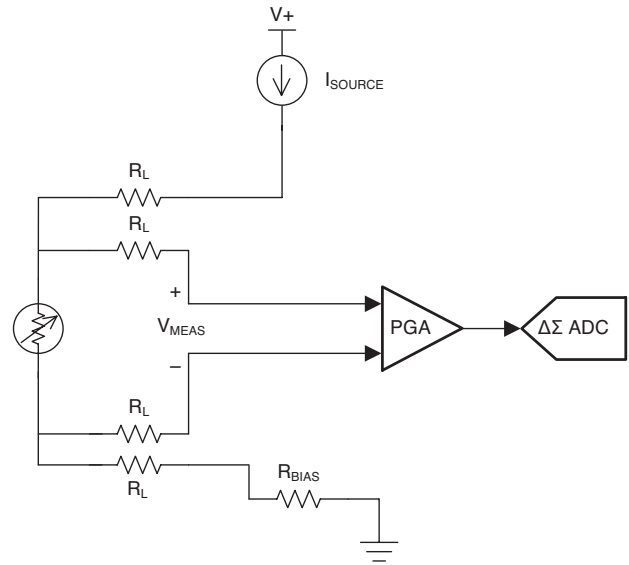 V+
I_SOURCE
R_L
R_L
+
V_MEAS
−
PGA
ΔΣ ADC
R_L
R_L
R_BIAS